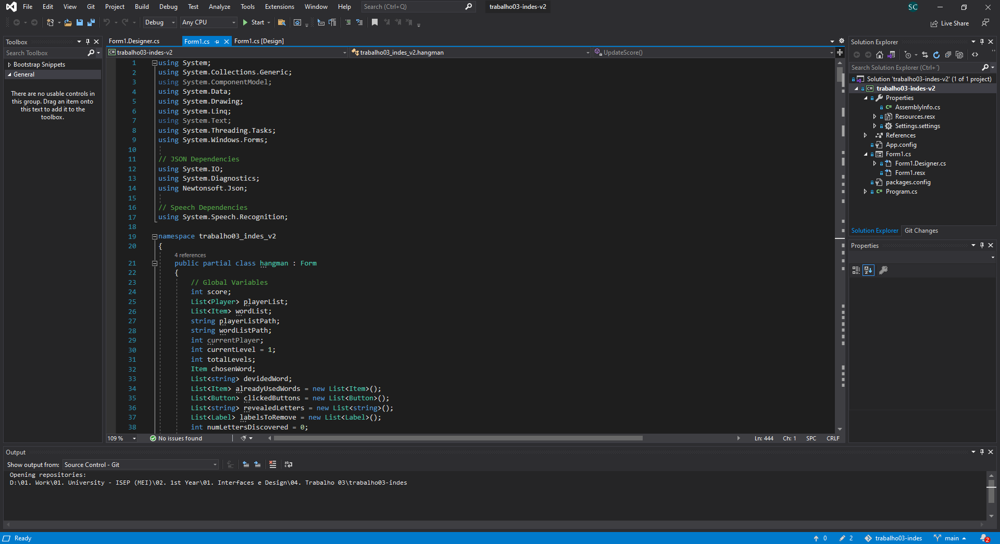 File Edit View Git Project Build Debug Test Analyze Tools Extensions Window Help Search (Ctrl+Q) trabalho03-indes-v2 SC
Debug Any CPU Start Live Share
Toolbox
Search Toolbox
Bootstrap Snippets
General
There are no usable controls in
this group. Drag an item onto
this text to add it to the
toolbox.
Form1.Designer.cs Form1.cs Form1.cs [Design]
C# trabalho03-indes-v2 trabalho03_indes_v2.hangman UpdateScore()
1 using System;
2 using System.Collections.Generic;
3 using System.ComponentModel;
4 using System.Data;
5 using System.Drawing;
6 using System.Linq;
7 using System.Text;
8 using System.Threading.Tasks;
9 using System.Windows.Forms;
10
11 // JSON Dependencies
12 using System.IO;
13 using System.Diagnostics;
14 using Newtonsoft.Json;
15
16 // Speech Dependencies
17 using System.Speech.Recognition;
18
19 namespace trabalho03_indes_v2
20 {
4 references
21 public partial class hangman : Form
22 {
23 // Global Variables
24 int score;
25 List<Player> playerList;
26 List<Item> wordList;
27 string playerListPath;
28 string wordListPath;
29 int currentPlayer;
30 int currentLevel = 1;
31 int totalLevels;
32 Item chosenWord;
33 List<string> devidedWord;
34 List<Item> alreadyUsedWords = new List<Item>();
35 List<Button> clickedButtons = new List<Button>();
36 List<string> revealedLetters = new List<string>();
37 List<Label> labelsToRemove = new List<Label>();
38 int numLettersDiscovered = 0;
109 % No issues found Ln: 444 Ch: 1 SPC CRLF
Solution Explorer
Search Solution Explorer (Ctrl+´)
Solution 'trabalho03-indes-v2' (1 of 1 project)
C# trabalho03-indes-v2
Properties
C# AssemblyInfo.cs
Resources.resx
Settings.settings
References
App.config
Form1.cs
Form1.Designer.cs
Form1.resx
packages.config
C# Program.cs
Solution Explorer Git Changes
Properties
Output
Show output from: Source Control - Git
Opening repositories:
D:\01. Work\01. University - ISEP (MEI)\02. 1st Year\01. Interfaces e Design\04. Trabalho 03\trabalho03-indes
Ready 0 2 trabalho03-indes main 2